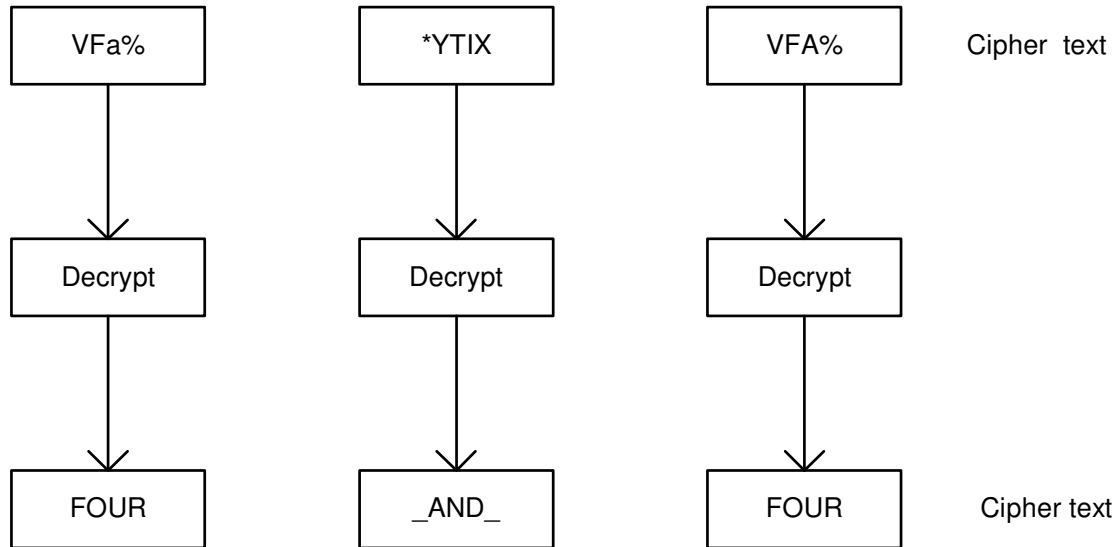 VFa% *YTIX VFA% Cipher text
Decrypt Decrypt Decrypt
FOUR _AND_ FOUR Cipher text